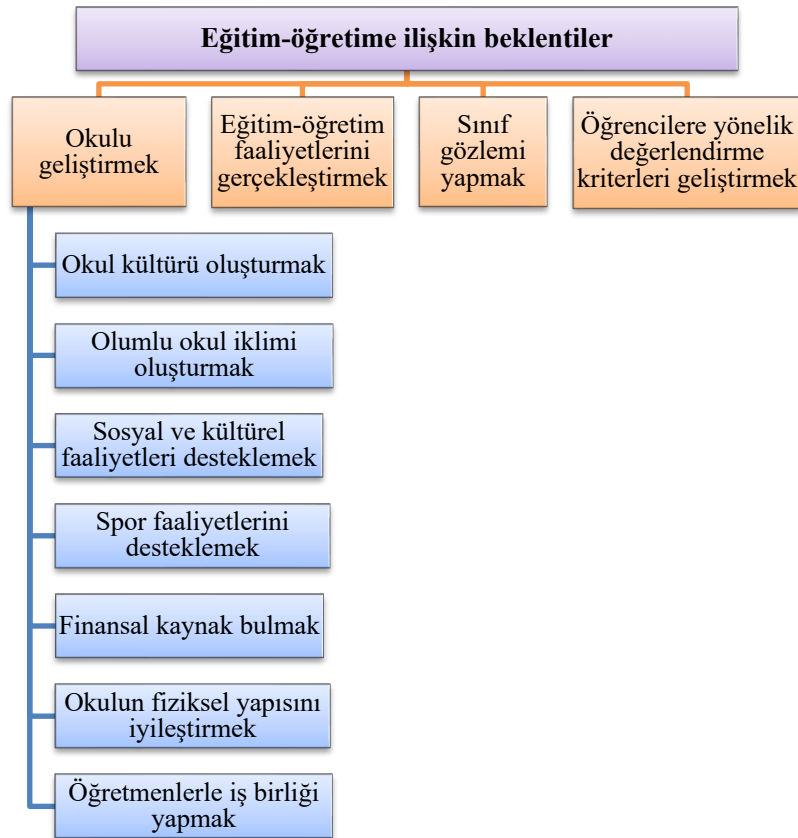 Eğitim-öğretime ilişkin beklentiler
Okulu
geliştirmek
Eğitim-öğretim
faaliyetlerini
gerçekleştirmek
Sınıf
gözlemi
yapmak
Öğrencilere yönelik
değerlendirme
kriterleri geliştirmek
Okul kültürü oluşturmak
Olumlu okul iklimi
oluşturmak
Sosyal ve kültürel
faaliyetleri desteklemek
Spor faaliyetlerini
desteklemek
Finansal kaynak bulmak
Okulun fiziksel yapısını
iyileştirmek
Öğretmenlerle iş birliği
yapmak